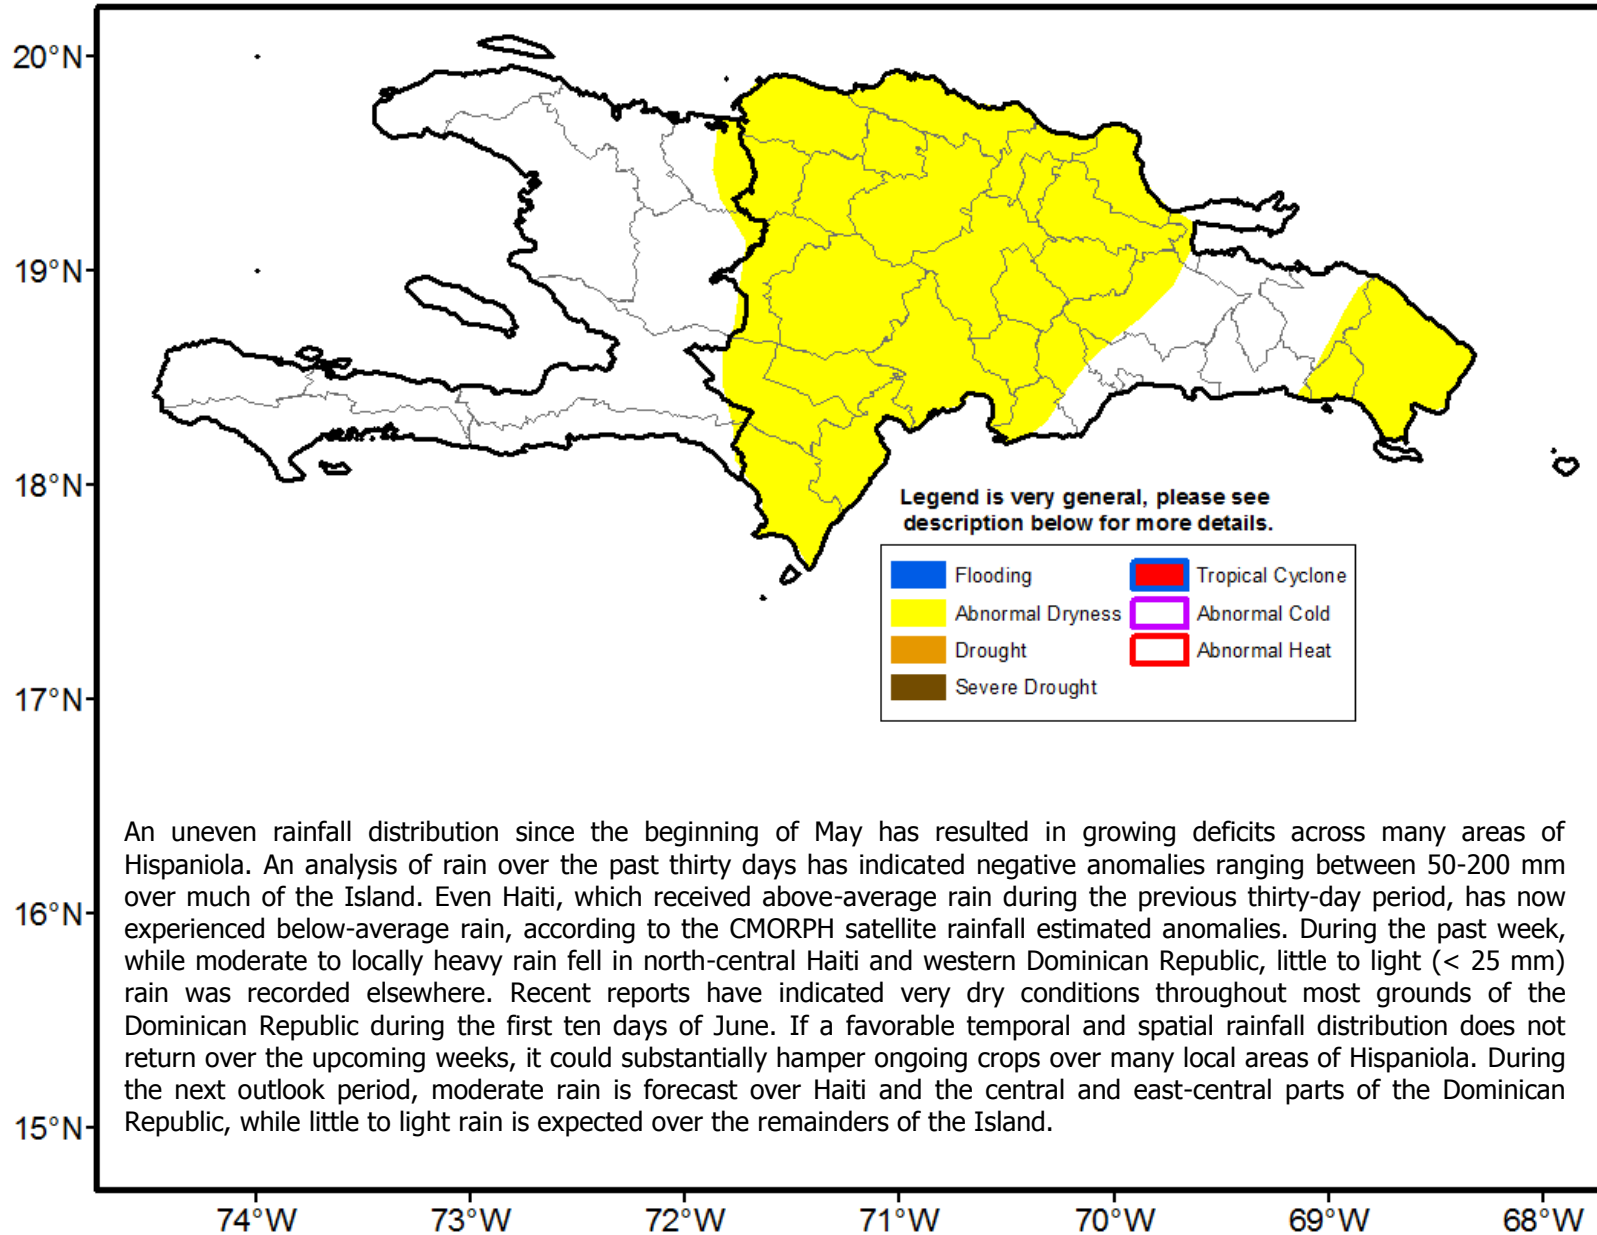 20°N
19°N
18°N
17°N
16°N
15°N
Legend is very general, please see
description below for more details.
Flooding
Tropical Cyclone
Abnormal Dryness
Abnormal Cold
Drought
Abnormal Heat
Severe Drought
An uneven rainfall distribution since the beginning of May has resulted in growing deficits across many areas of
Hispaniola. An analysis of rain over the past thirty days has indicated negative anomalies ranging between 50-200 mm
over much of the Island. Even Haiti, which received above-average rain during the previous thirty-day period, has now
experienced below-average rain, according to the CMORPH satellite rainfall estimated anomalies. During the past week,
while moderate to locally heavy rain fell in north-central Haiti and western Dominican Republic, little to light (< 25 mm)
rain was recorded elsewhere. Recent reports have indicated very dry conditions throughout most grounds of the
Dominican Republic during the first ten days of June. If a favorable temporal and spatial rainfall distribution does not
return over the upcoming weeks, it could substantially hamper ongoing crops over many local areas of Hispaniola. During
the next outlook period, moderate rain is forecast over Haiti and the central and east-central parts of the Dominican
Republic, while little to light rain is expected over the remainders of the Island.
74°W 73°W 72°W 71°W 70°W 69°W 68°W